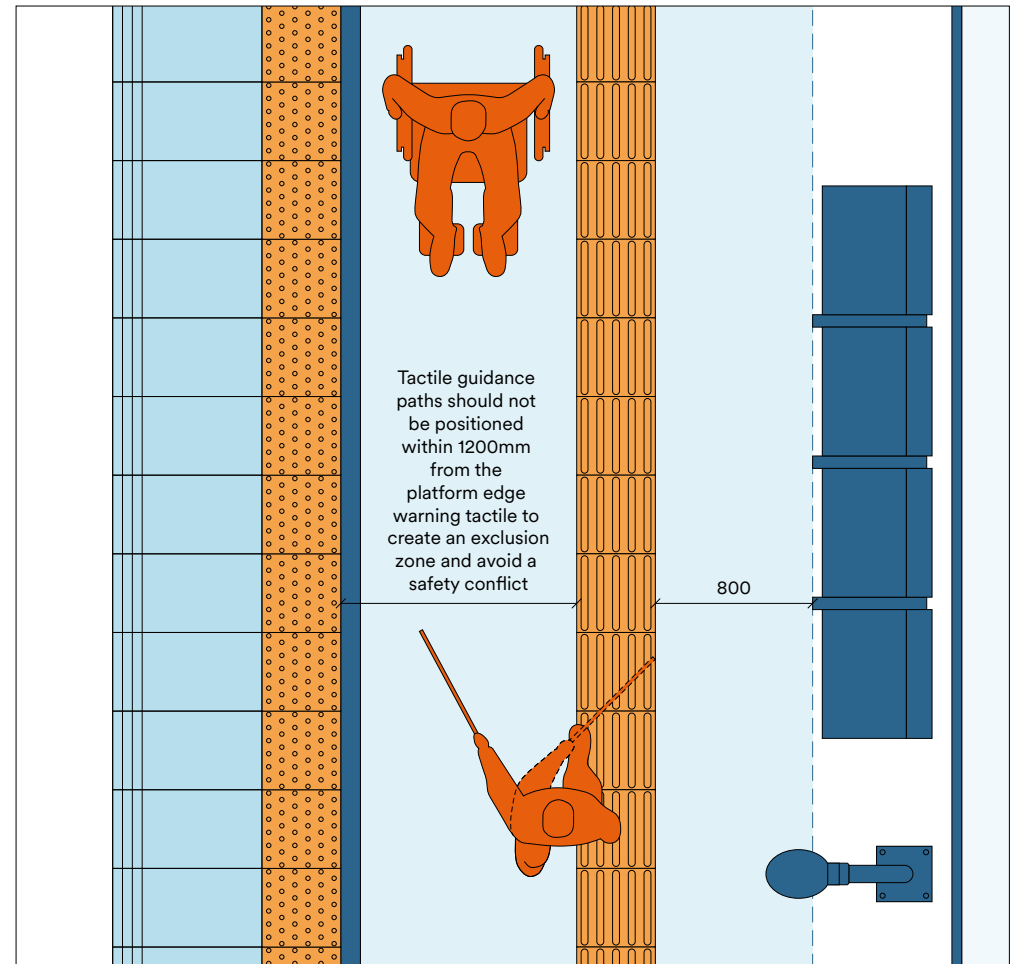 Tactile guidance
paths should not
be positioned
within 1200mm
from the
platform edge
warning tactile to
create an exclusion
zone and avoid a
safety conflict
800